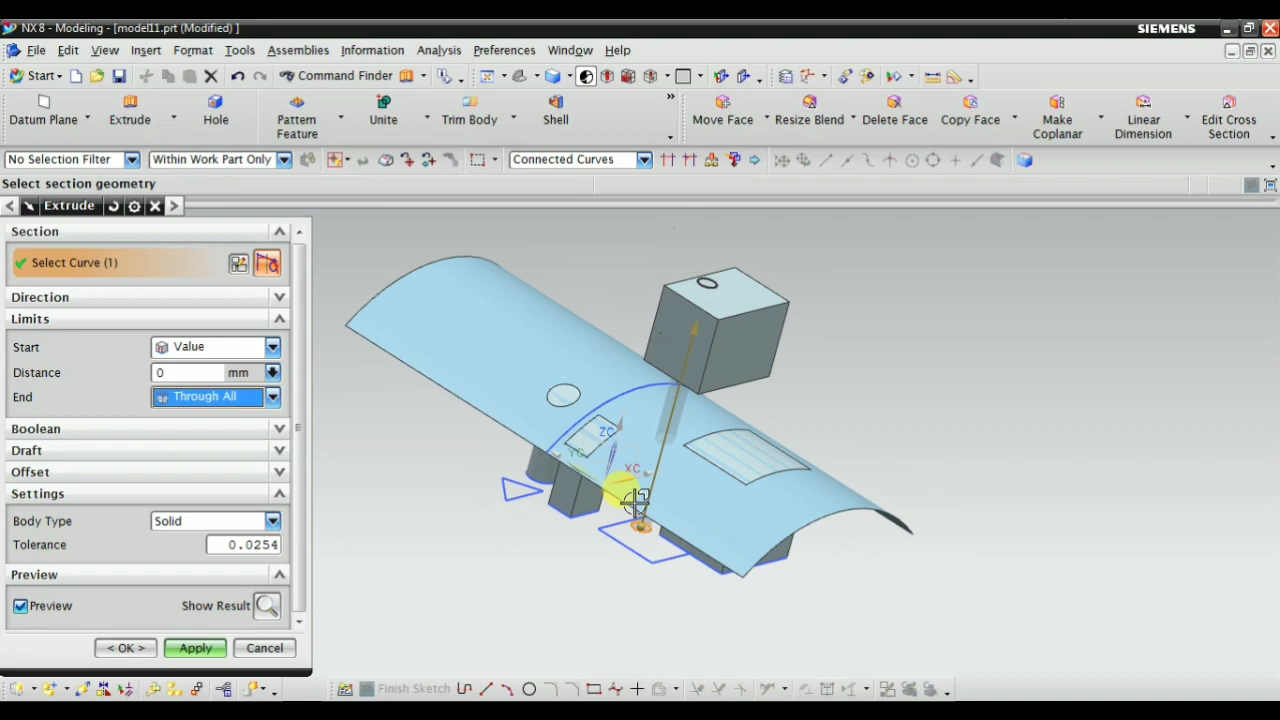 NX 8 - Modeling - [model11.prt (Modified) ]
SIEMENS
File Edit View Insert Format Tools Assemblies Information Analysis Preferences Window Help
Start Command Finder
Datum Plane Extrude Hole Pattern Feature Unite Trim Body Shell Move Face Resize Blend Delete Face Copy Face Make Coplanar Linear Dimension Edit Cross Section
No Selection Filter Within Work Part Only Connected Curves
Select section geometry
Extrude
Section
Select Curve (1)
Direction
Limits
Start Value
Distance 0 mm
End Through All
Boolean
Draft
Offset
Settings
Body Type Solid
Tolerance 0.0254
Preview
Preview Show Result
< OK > Apply Cancel
ZC
YC
XC
Finish Sketch